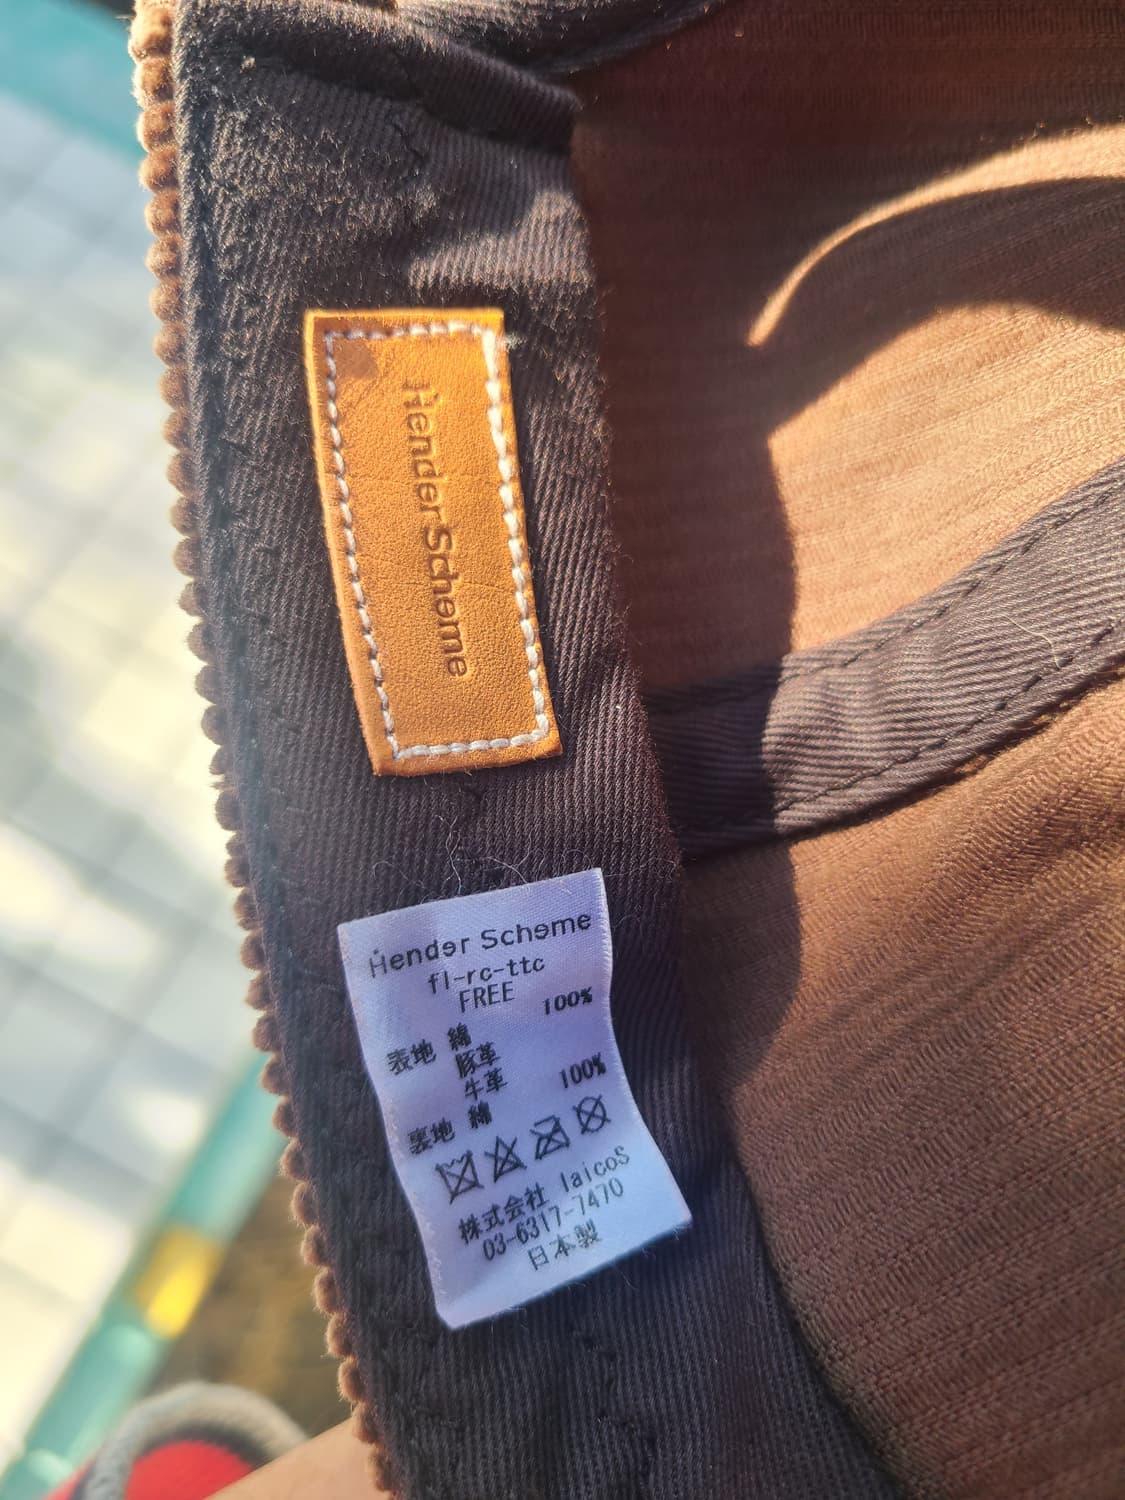 Hender Scheme
Hender Scheme
fl-rc-ttc
FREE
表地 綿 100%
豚革
牛革
裏地 綿 100%
株式会社 laicoS
03-6317-7470
日本製